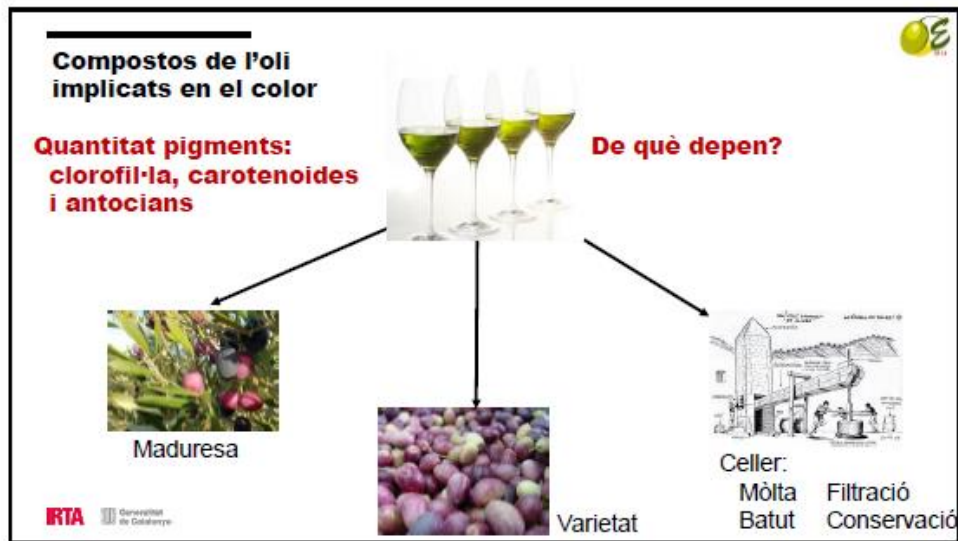 Compostos de l'oli
implicats en el color
Quantitat pigments:
clorofil·la, carotenoides
i antocians
De què depen?
Maduresa
Varietat
Celler:
Mòlta Filtració
Batut Conservació
IRTA
Generalitat
de Catalunya